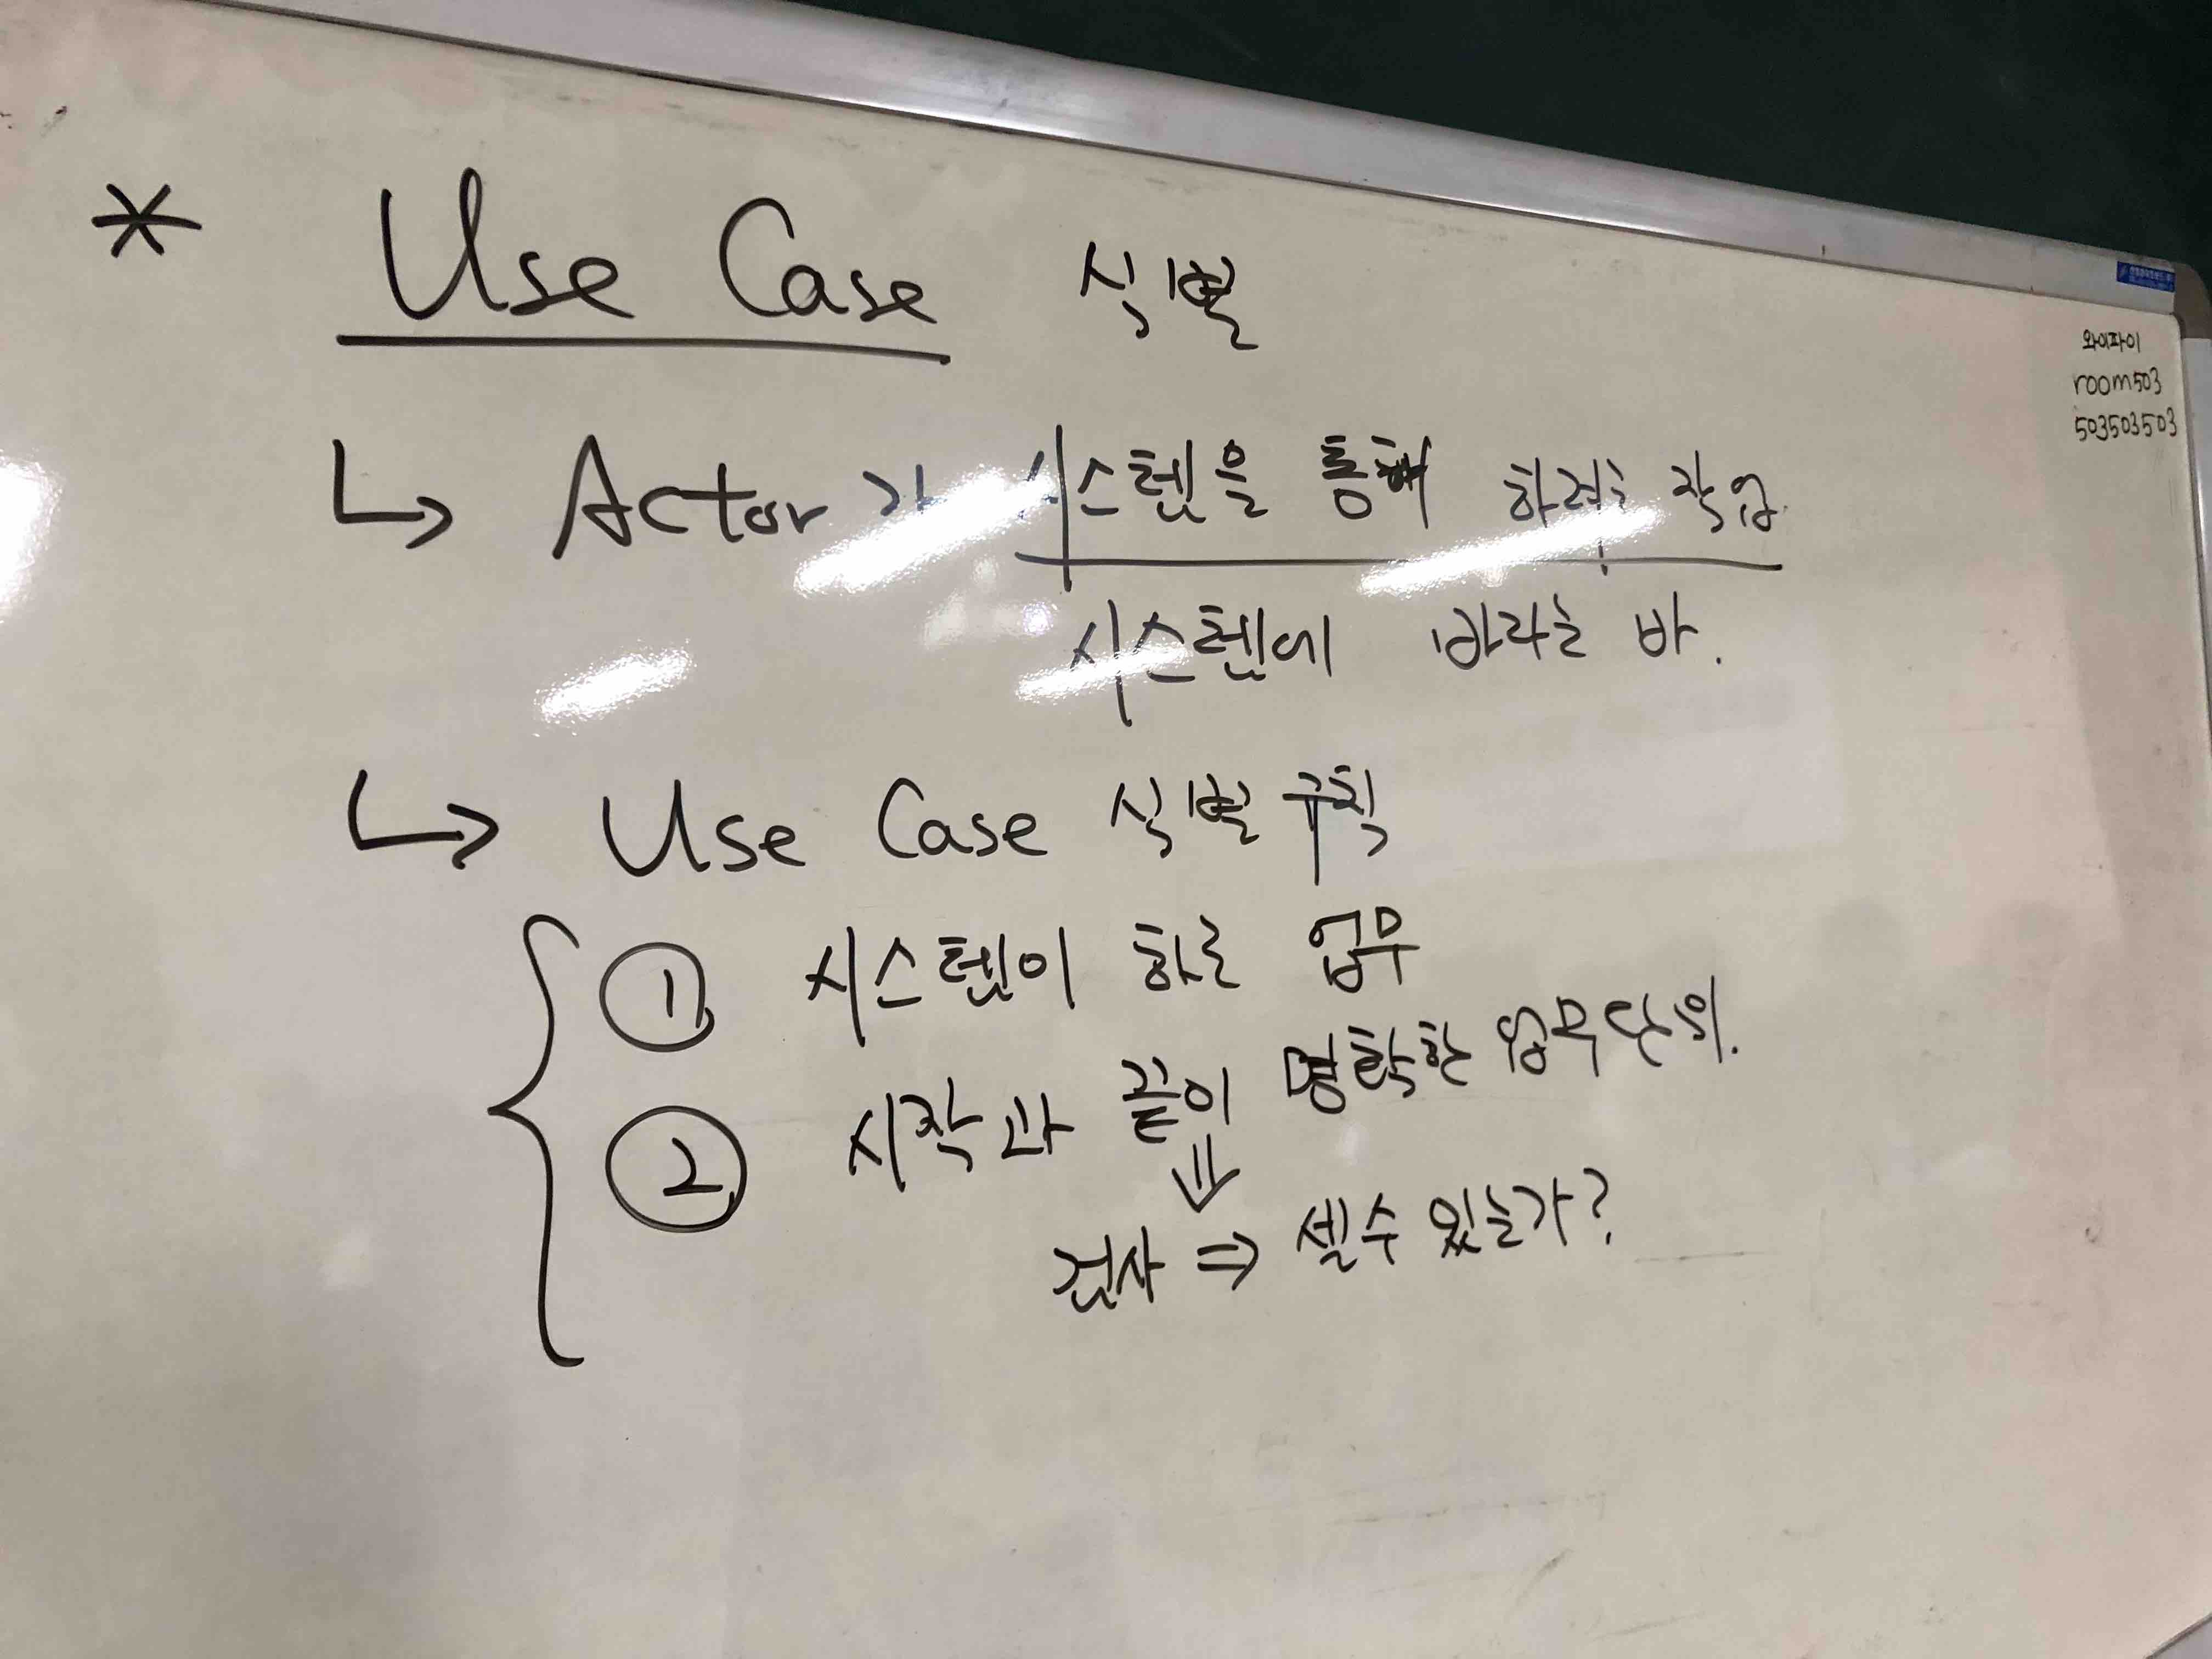 * Use Case 식별
↳ Actor가 시스템을 통해 하려는 작업.
시스템에 바라는 바.
↳ Use Case 식별 규칙
① 시스템이 하는 업무
② 시작과 끝이 명확한 업무단위.
⇓
검사 ⇒ 셀수 있는가?
와이파이
room503
503503503